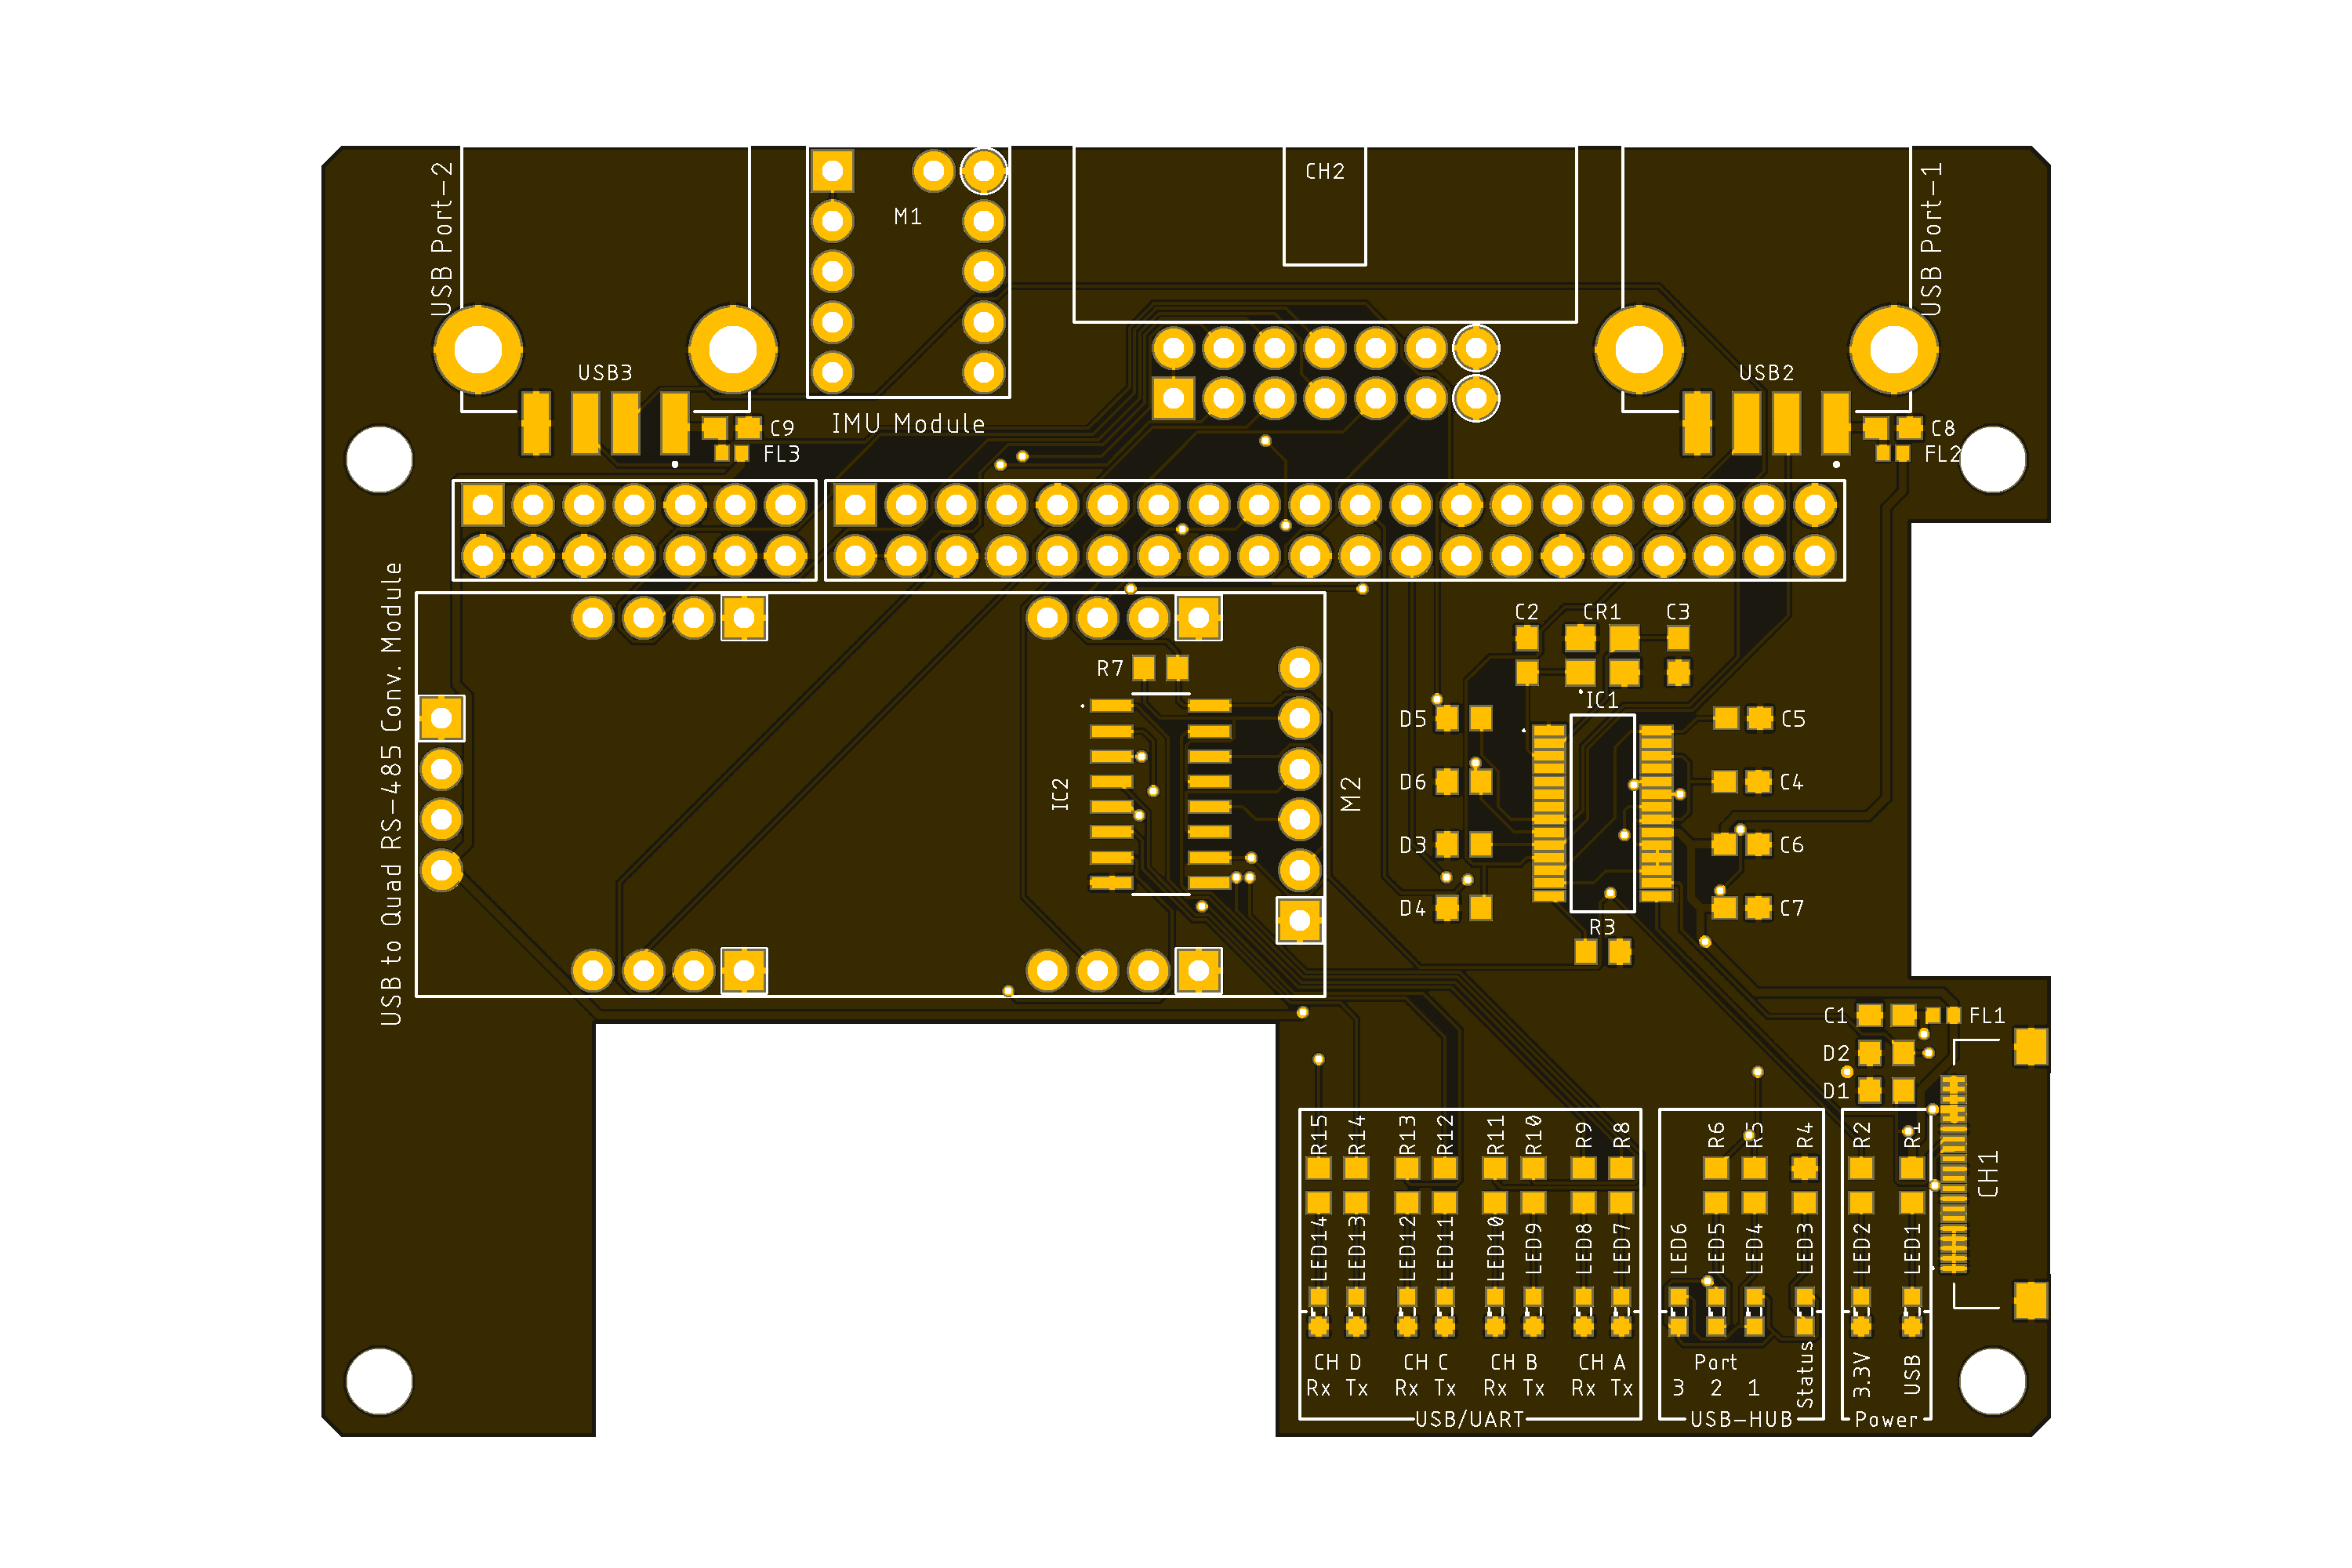 USB Port-2
M1
CH2
USB Port-1
USB3
USB2
C9
IMU Module
C8
FL3
FL2
USB to Quad RS-485 Conv. Module
C2
CR1
C3
R7
IC1
D5
C5
IC2
M2
D6
C4
D3
C6
D4
C7
R3
C1
FL1
D2
D1
R15
R14
R13
R12
R11
R10
R9
R8
R6
R5
R4
R2
R1
CH1
LED14
LED13
LED12
LED11
LED10
LED9
LED8
LED7
LED6
LED5
LED4
LED3
LED2
LED1
CH D
CH C
CH B
CH A
Port
Rx Tx
Rx Tx
Rx Tx
Rx Tx
3 2 1
Status
3.3V
USB
USB/UART
USB-HUB
Power